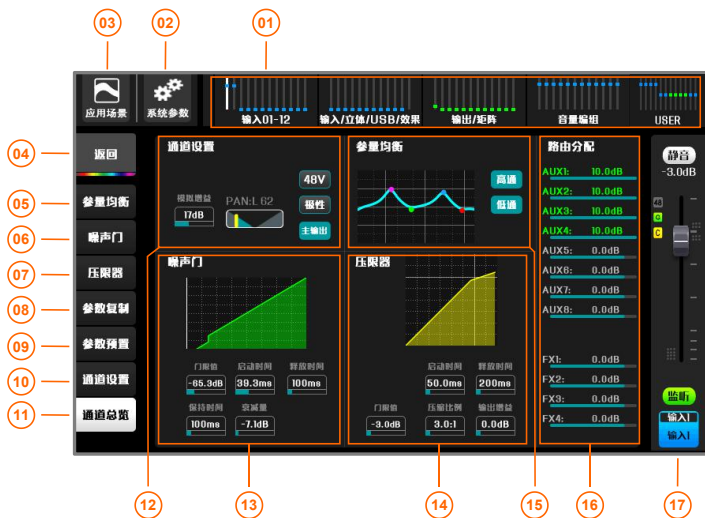 03
02
01
应用场景
系统参数
输入01-12
输入/立体/USB/效果
输出/矩阵
音量编组
USER
04
返回
05
参量均衡
06
噪声门
07
压限器
08
参数复制
09
参数预置
10
通道设置
11
通道总览
通道设置
48V
模拟增益
PAN:L 62
17dB
极性
主输出
参量均衡
高通
低通
噪声门
门限值
启动时间
释放时间
-65.3dB
39.3ms
100ms
保持时间
衰减量
100ms
-7.1dB
压限器
启动时间
释放时间
50.0ms
200ms
门限值
压缩比例
输出增益
-3.0dB
3.0:1
0.0dB
路由分配
AUX1: 10.0dB
AUX2: 10.0dB
AUX3: 10.0dB
AUX4: 10.0dB
AUX5: 0.0dB
AUX6: 0.0dB
AUX7: 0.0dB
AUX8: 0.0dB
FX1: 0.0dB
FX2: 0.0dB
FX3: 0.0dB
FX4: 0.0dB
静音
-3.0dB
48
G
C
监听
输入1
输入1
12
13
14
15
16
17